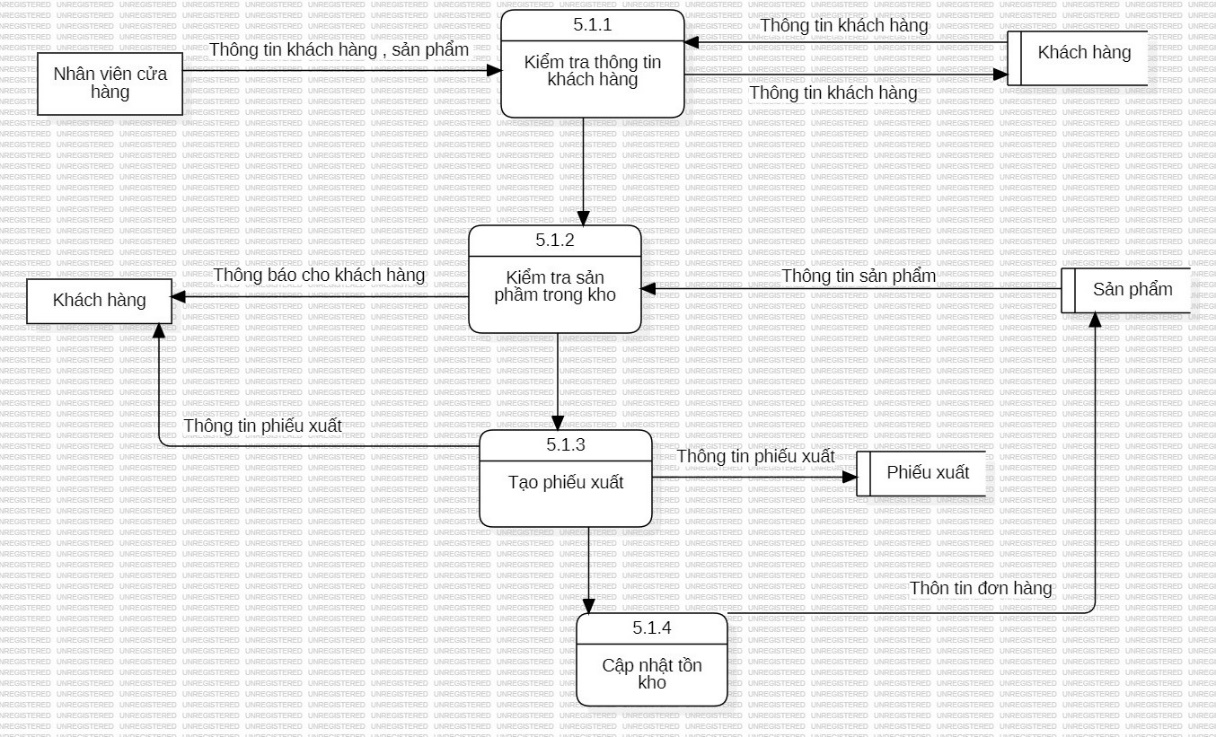 5.1.1
Thông tin khách hàng
Thông tin khách hàng , sản phẩm
Khách hàng
Kiểm tra thông tin
khách hàng
Nhân viên cửa
hàng
Thông tin khách hàng
5.1.2
Thông báo cho khách hàng
Thông tin sản phẩm
Kiểm tra sản
phầm trong kho
Khách hàng
Sản phẩm
Thông tin phiếu xuất
5.1.3
Thông tin phiếu xuất
Phiếu xuất
Tạo phiếu xuất
Thôn tin đơn hàng
5.1.4
Cập nhật tồn
kho
UNREGISTERED